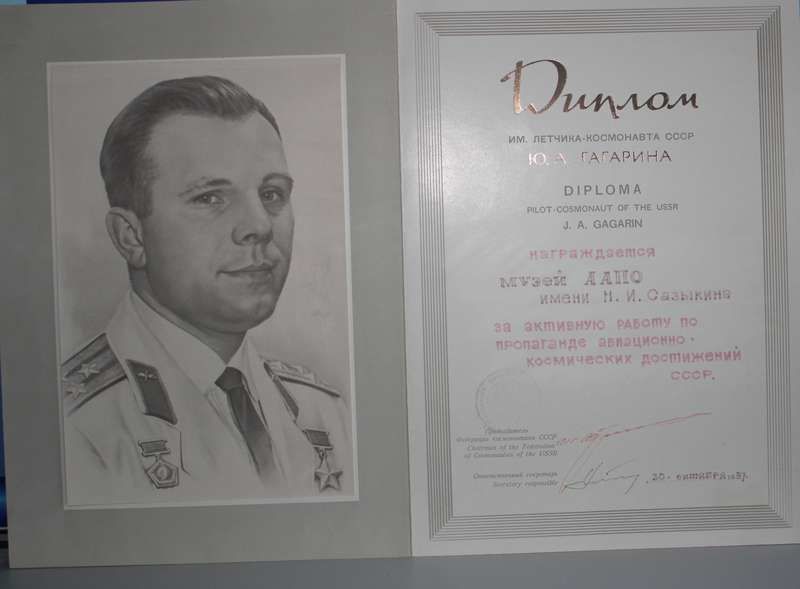 Диплом
ИМ. ЛЕТЧИКА-КОСМОНАВТА СССР
Ю. А. ГАГАРИНА
DIPLOMA
PILOT-COSMONAUT OF THE USSR
J. A. GAGARIN
награждается
музей ААПО
имени Н. И. Сазыкина
за активную работу по
пропаганде авиационно-
космических достижений
СССР.
Председатель
Федерации космонавтики СССР
Chairman of the Federation
of Cosmonautics of the USSR
Ответственный секретарь
Secretary responsible
20